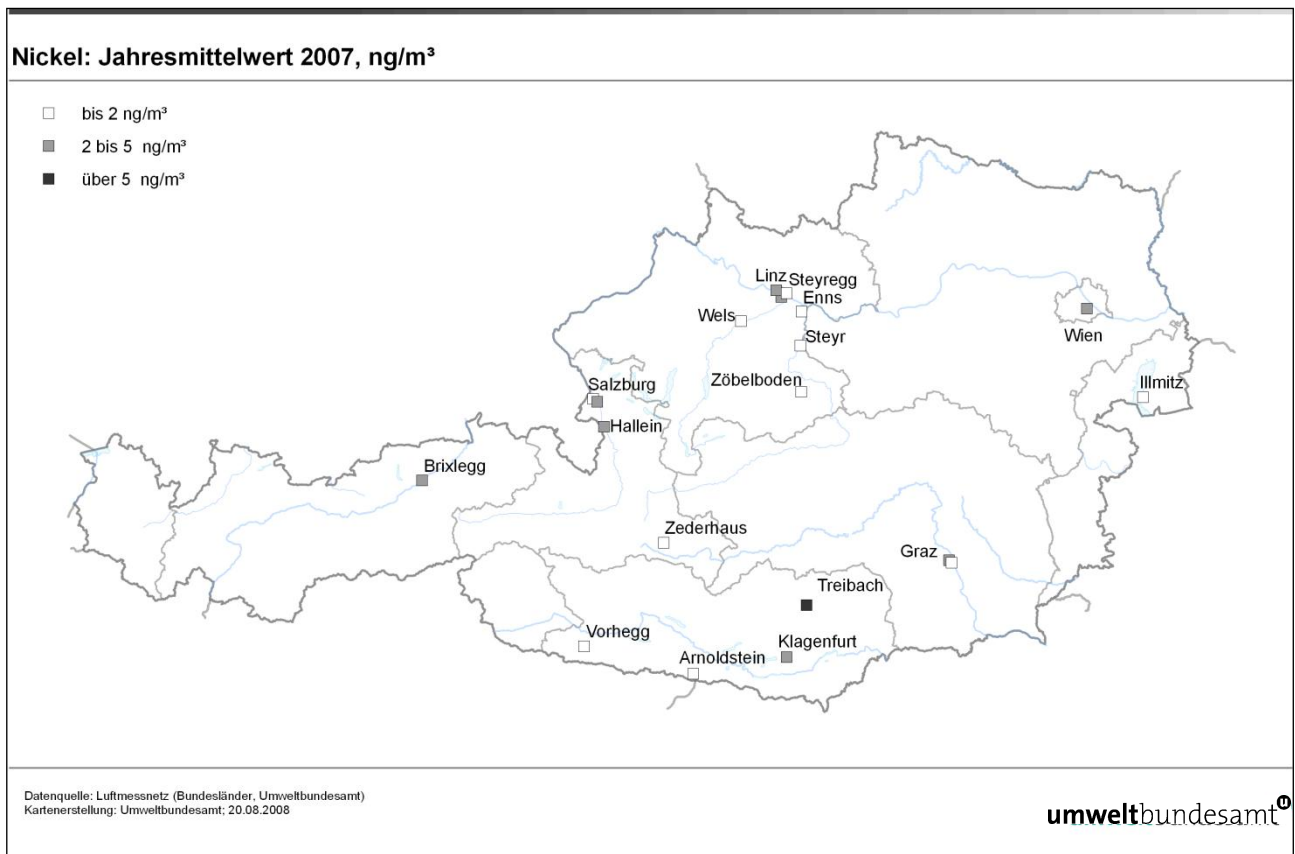 Nickel: Jahresmittelwert 2007, ng/m³
bis 2 ng/m³
2 bis 5  ng/m³
über 5  ng/m³
Linz
Steyregg
Enns
Wels
Steyr
Wien
Zöbelboden
Illmitz
Salzburg
Hallein
Brixlegg
Zederhaus
Graz
Treibach
Vorhegg
Klagenfurt
Arnoldstein
Datenquelle: Luftmessnetz (Bundesländer, Umweltbundesamt)
Kartenerstellung: Umweltbundesamt; 20.08.2008
umweltbundesamt u